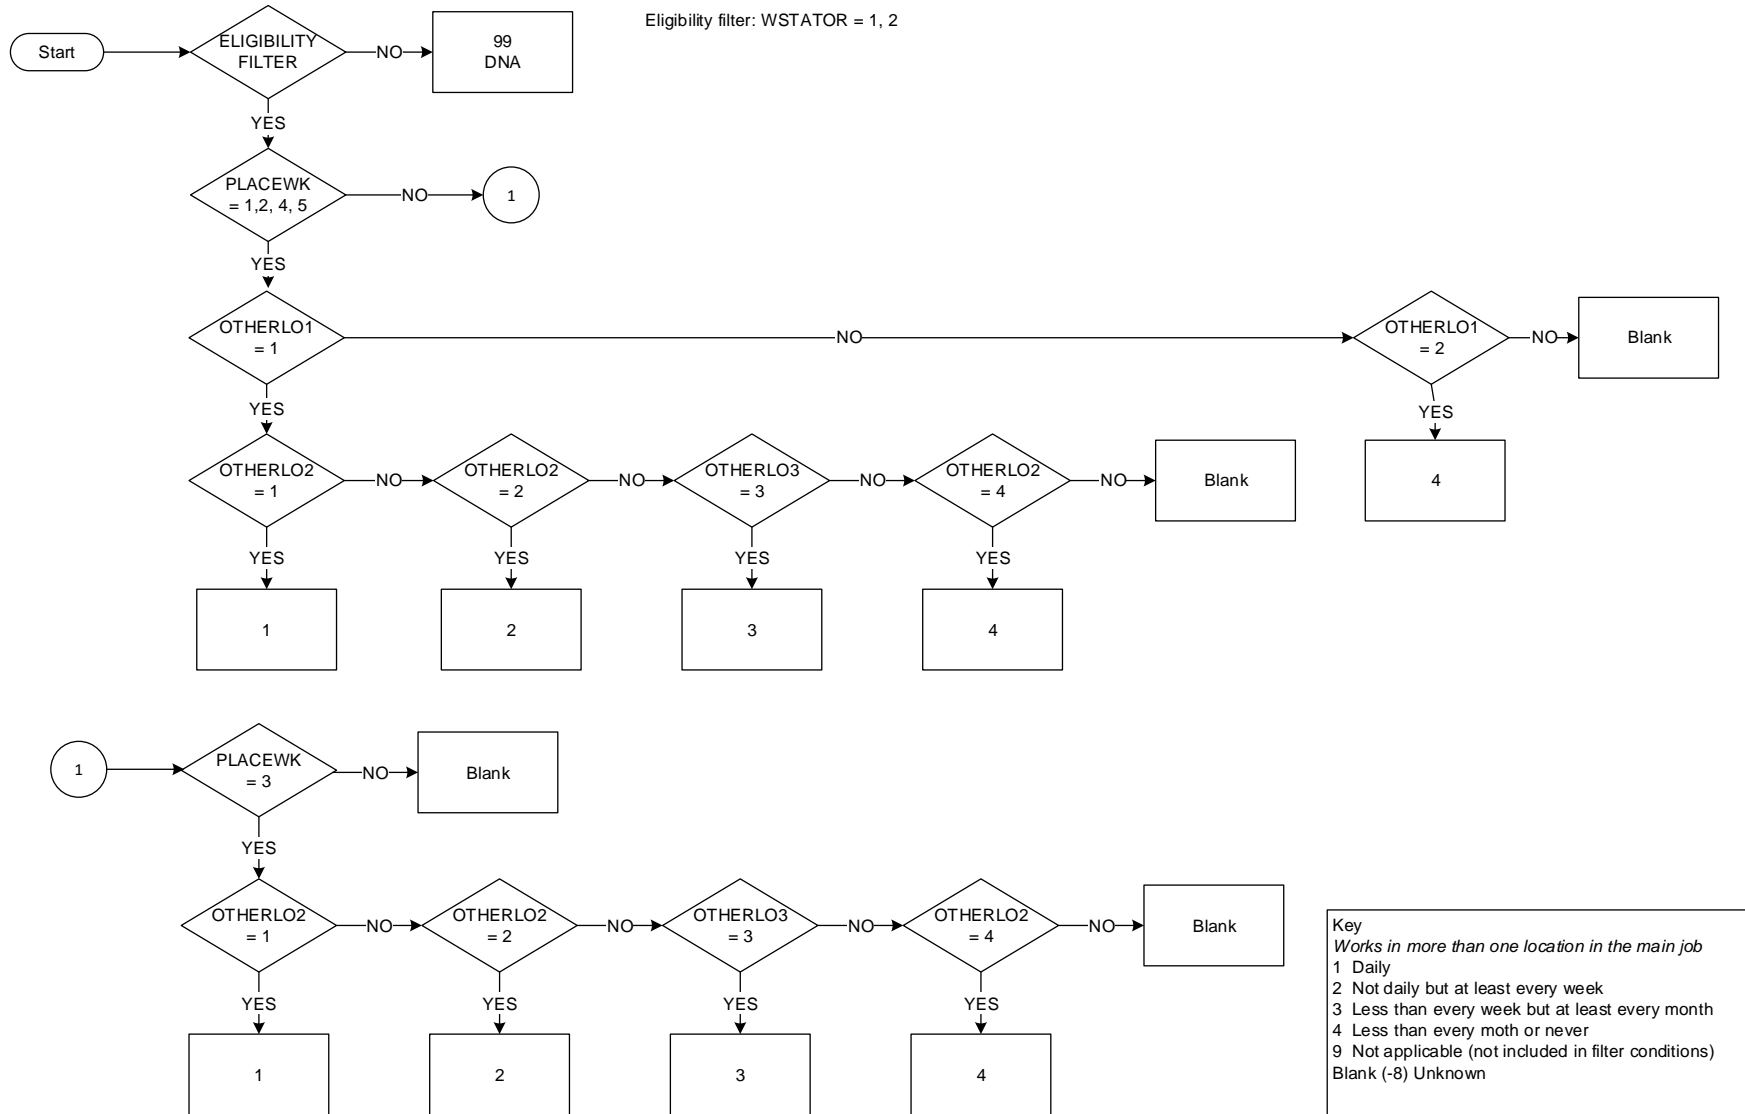 Eligibility filter: WSTATOR = 1, 2
Start
ELIGIBILITY
FILTER
NO
99
DNA
YES
PLACEWK
= 1,2, 4, 5
NO
1
YES
OTHERLO1
= 1
NO
OTHERLO1
= 2
NO
Blank
YES
YES
OTHERLO2
= 1
NO
OTHERLO2
= 2
NO
OTHERLO3
= 3
NO
OTHERLO2
= 4
NO
Blank
4
YES
YES
YES
YES
1
2
3
4
1
PLACEWK
= 3
NO
Blank
YES
OTHERLO2
= 1
NO
OTHERLO2
= 2
NO
OTHERLO3
= 3
NO
OTHERLO2
= 4
NO
Blank
YES
YES
YES
YES
1
2
3
4
Key
Works in more than one location in the main job
1 Daily
2 Not daily but at least every week
3 Less than every week but at least every month
4 Less than every moth or never
9 Not applicable (not included in filter conditions)
Blank (-8) Unknown